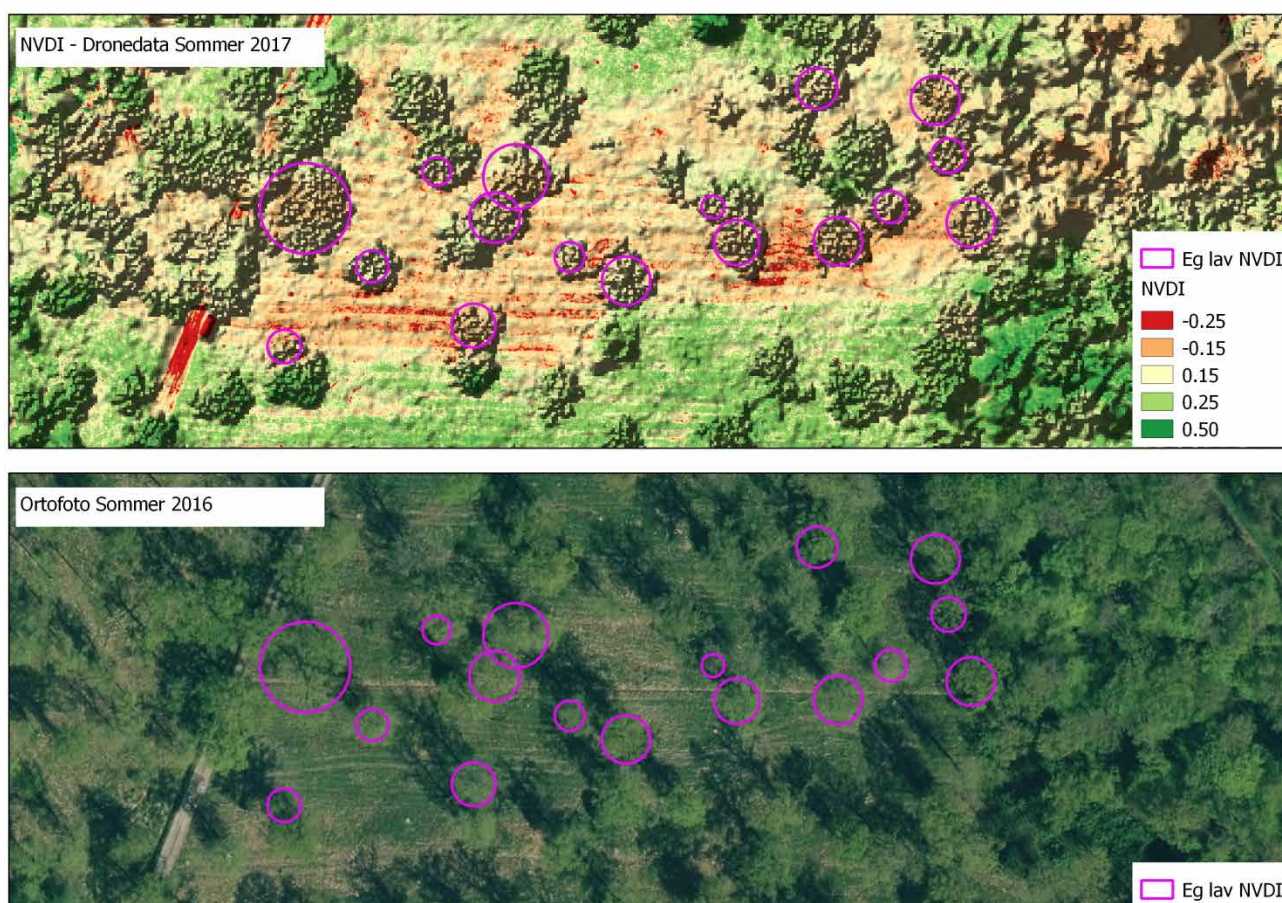 NVDI - Dronedata Sommer 2017
Eg lav NVDI
NVDI
-0.25
-0.15
0.15
0.25
0.50
Ortofoto Sommer 2016
Eg lav NVDI